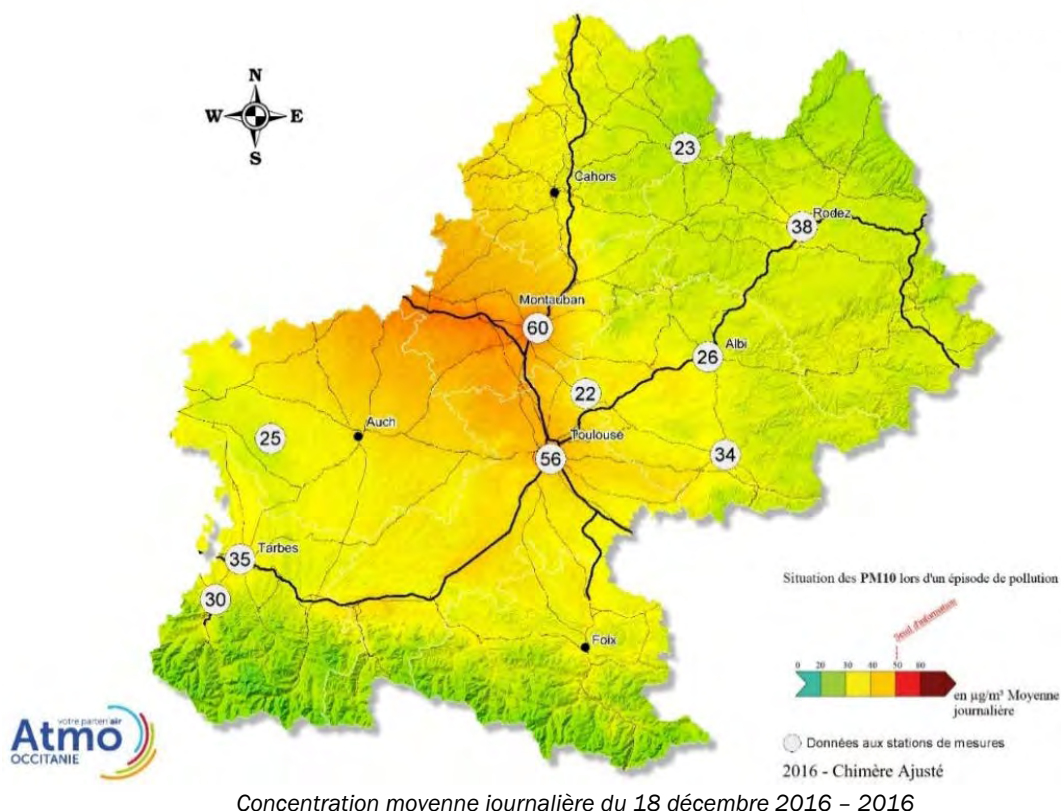 N
W E
S
23
Cahors
Rodez
38
Montauban
60
Albi
26
22
Auch
25
Toulouse
56
34
Tarbes
35
30
Foix
Situation des PM10 lors d'un épisode de pollution
Seuil d'information
0 20 30 40 50 80
en µg/m³ Moyenne
journalière
Données aux stations de mesures
2016 - Chimère Ajusté
votre parten'air
Atmo
OCCITANIE
Concentration moyenne journalière du 18 décembre 2016 – 2016